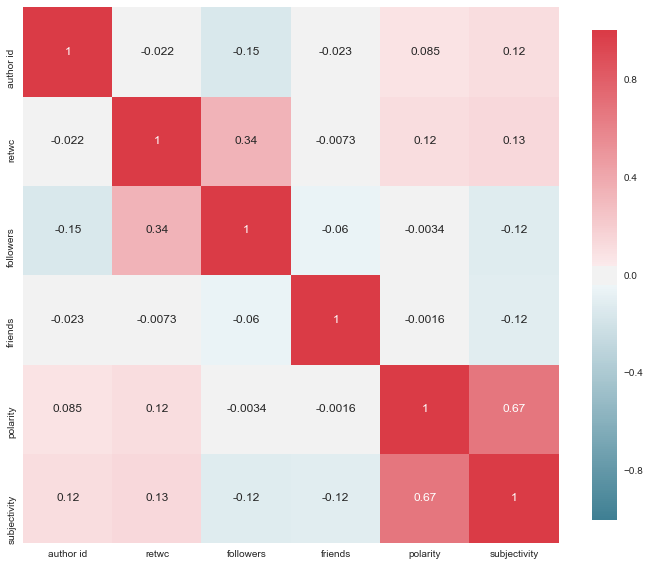 author id 1 -0.022 -0.15 -0.023 0.085 0.12
retwc -0.022 1 0.34 -0.0073 0.12 0.13
followers -0.15 0.34 1 -0.06 -0.0034 -0.12
friends -0.023 -0.0073 -0.06 1 -0.0016 -0.12
polarity 0.085 0.12 -0.0034 -0.0016 1 0.67
subjectivity 0.12 0.13 -0.12 -0.12 0.67 1
author id retwc followers friends polarity subjectivity
0.8
0.4
0.0
−0.4
−0.8